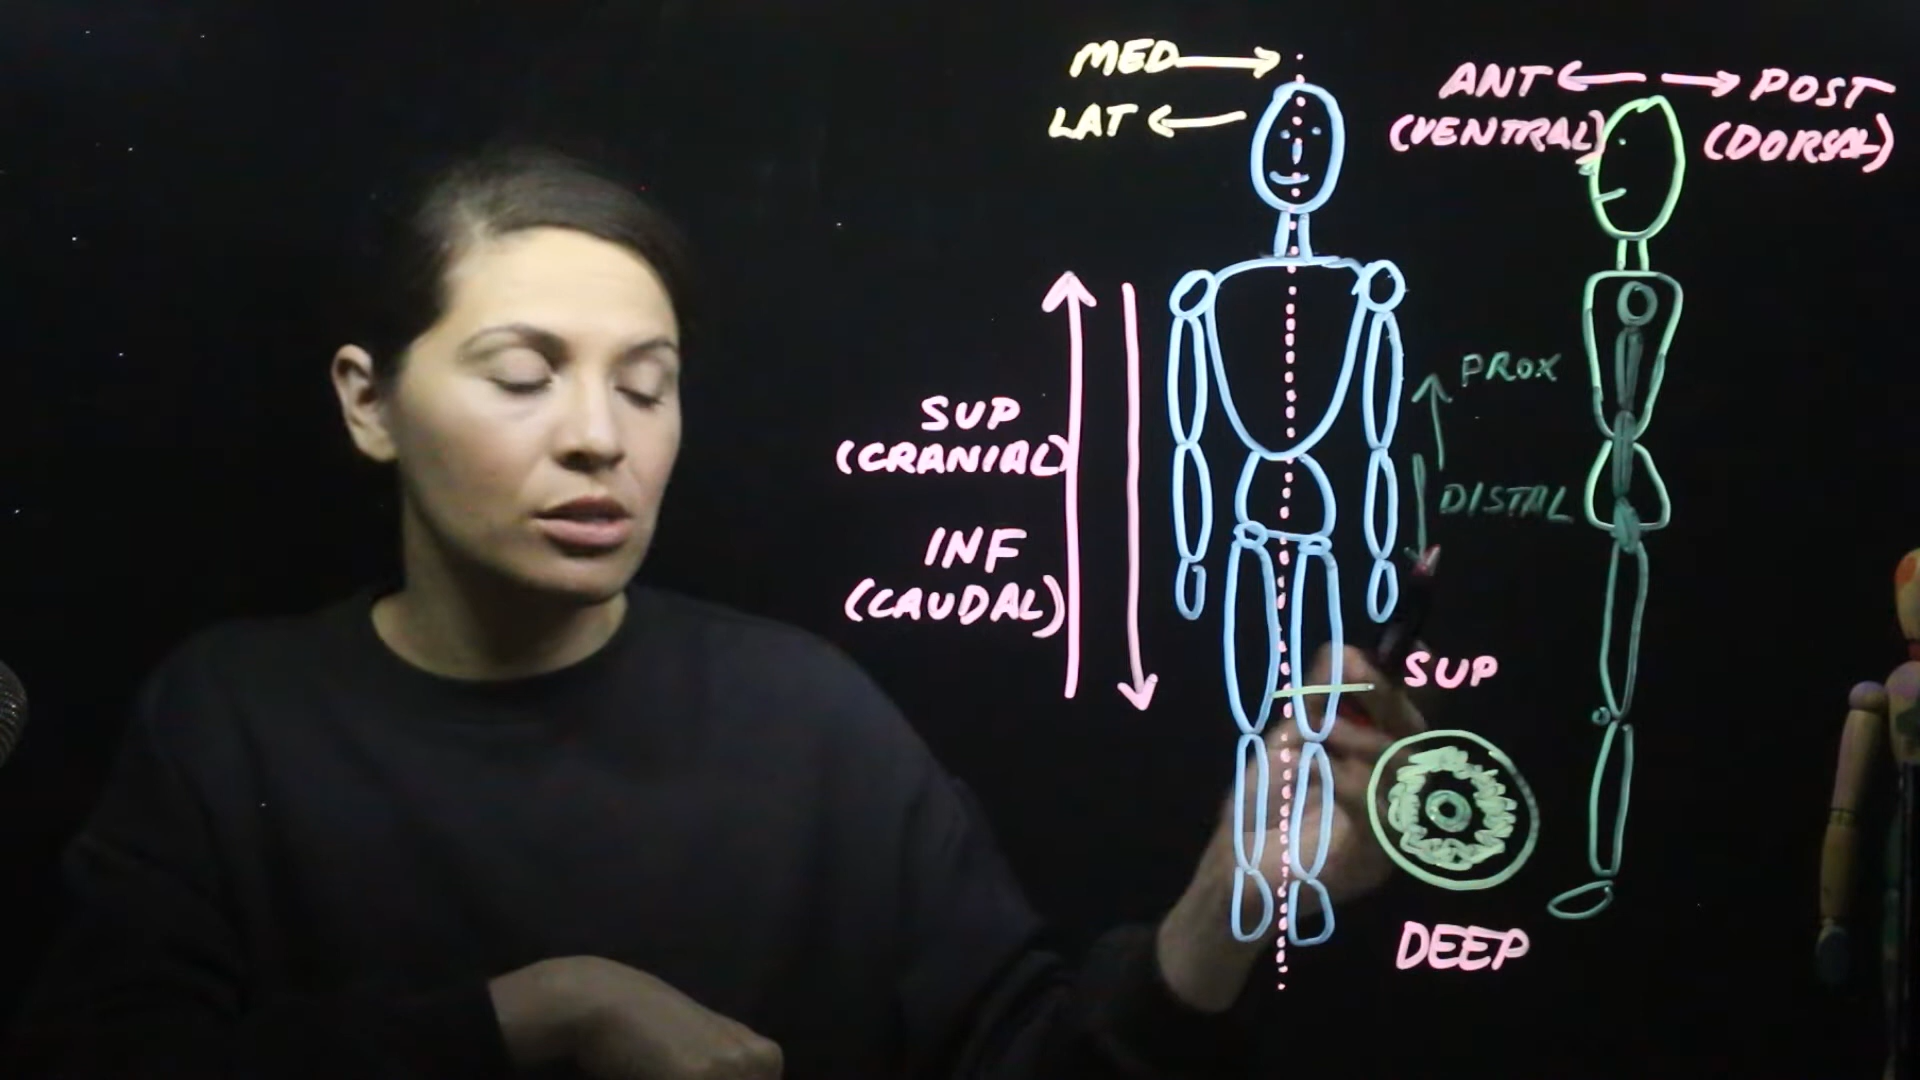 MED
LAT
ANT
(VENTRAL)
POST
(DORSAL)
SUP
(CRANIAL)
INF
(CAUDAL)
PROX
DISTAL
SUP
DEEP